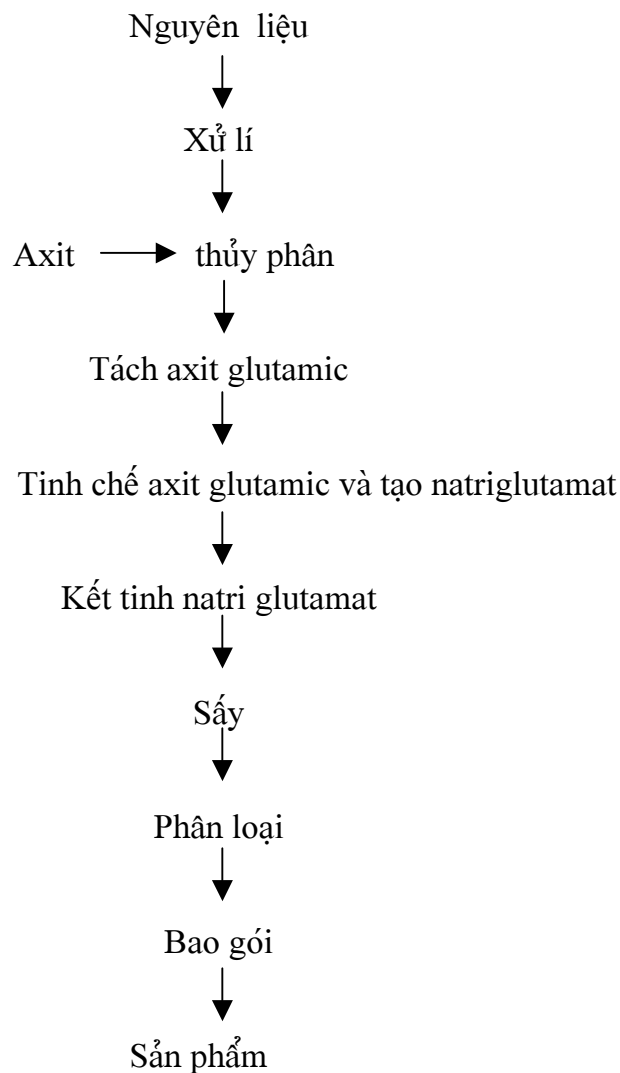 Nguyên liệu
Xử lí
Axit thủy phân
Tách axit glutamic
Tinh chế axit glutamic và tạo natriglutamat
Kết tinh natri glutamat
Sấy
Phân loại
Bao gói
Sản phẩm